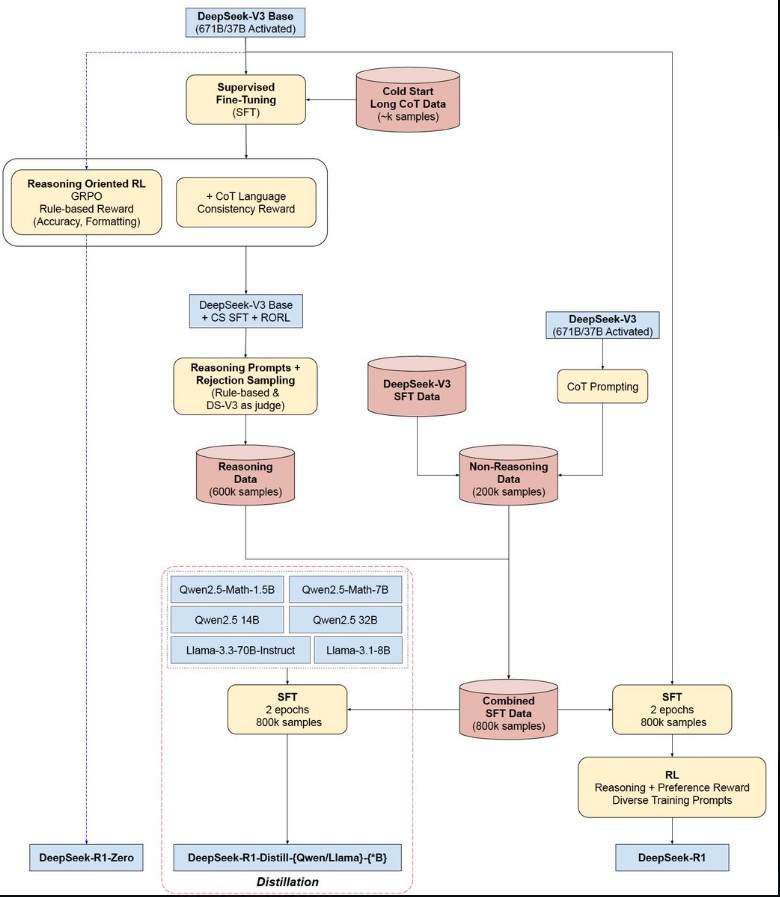 DeepSeek-V3 Base
(671B/37B Activated)
Supervised
Fine-Tuning
(SFT)
Cold Start
Long CoT Data
(~k samples)
Reasoning Oriented RL
GRPO
Rule-based Reward
(Accuracy, Formatting)
+ CoT Language
Consistency Reward
DeepSeek-V3 Base
+ CS SFT + RORL
DeepSeek-V3
(671B/37B Activated)
Reasoning Prompts +
Rejection Sampling
(Rule-based &
DS-V3 as judge)
DeepSeek-V3
SFT Data
CoT Prompting
Reasoning
Data
(600k samples)
Non-Reasoning
Data
(200k samples)
Qwen2.5-Math-1.5B
Qwen2.5-Math-7B
Qwen2.5 14B
Qwen2.5 32B
Llama-3.3-70B-Instruct
Llama-3.1-8B
SFT
2 epochs
800k samples
Combined
SFT Data
(800k samples)
SFT
2 epochs
800k samples
RL
Reasoning + Preference Reward
Diverse Training Prompts
DeepSeek-R1-Zero
DeepSeek-R1-Distill-{Qwen/Llama}-{*B}
DeepSeek-R1
Distillation